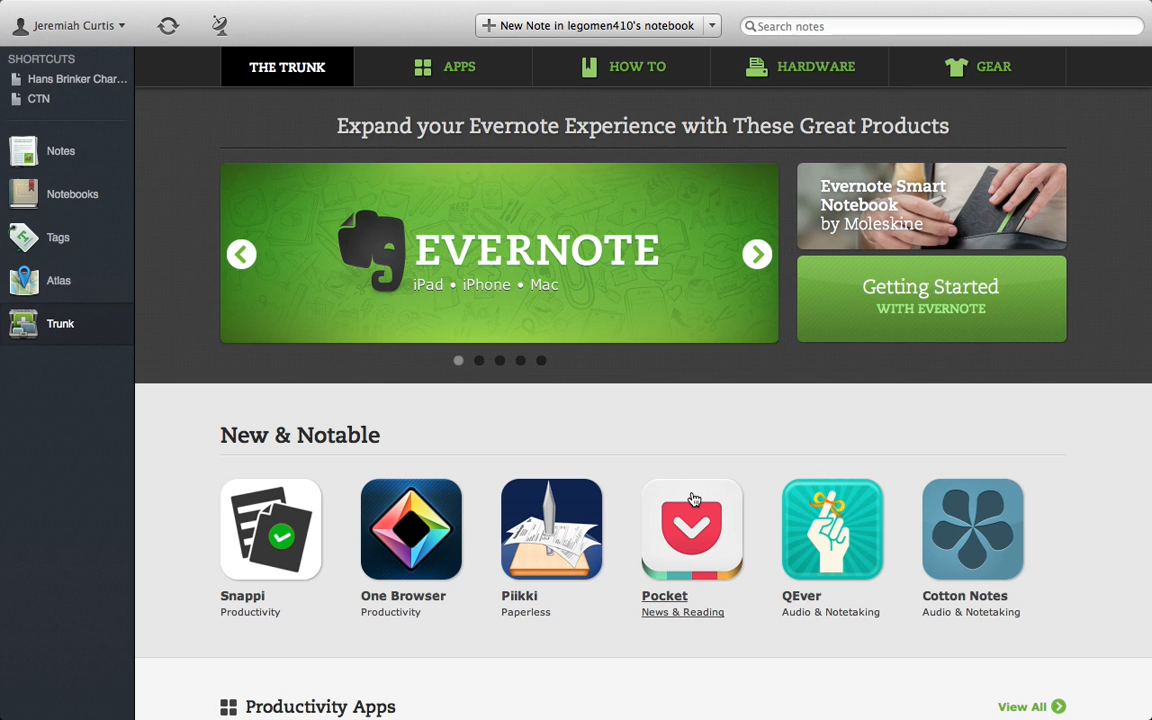 Jeremiah Curtis
New Note in legomen410's notebook
Search notes
SHORTCUTS
Hans Brinker Char...
CTN
Notes
Notebooks
Tags
Atlas
Trunk
THE TRUNK
APPS
HOW TO
HARDWARE
GEAR
Expand your Evernote Experience with These Great Products
EVERNOTE
iPad • iPhone • Mac
Evernote Smart
Notebook
by Moleskine
Getting Started
WITH EVERNOTE
New & Notable
Snappi
Productivity
One Browser
Productivity
Piikki
Paperless
Pocket
News & Reading
QEver
Audio & Notetaking
Cotton Notes
Audio & Notetaking
Productivity Apps
View All